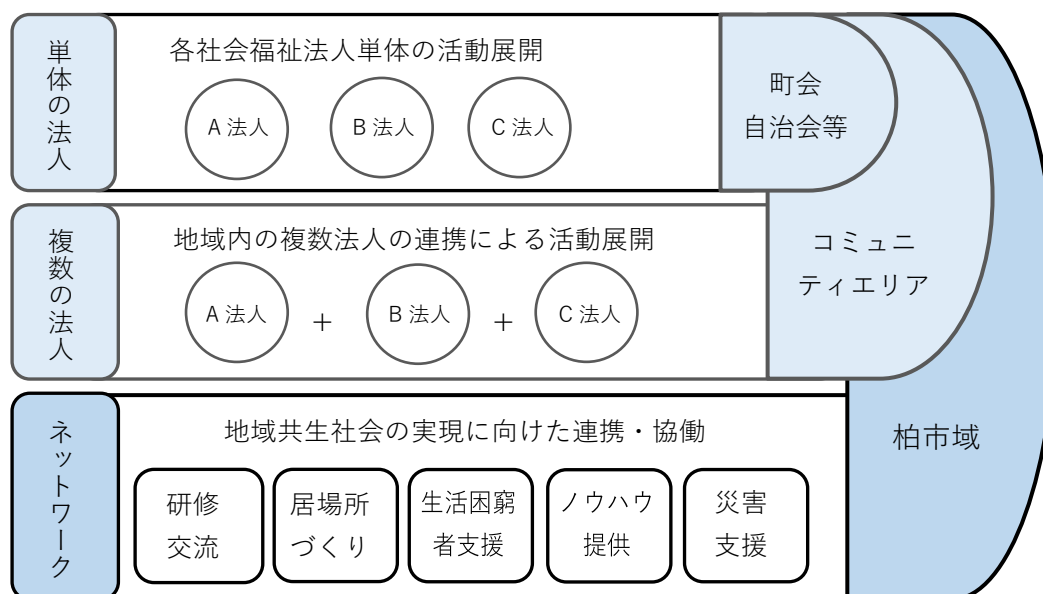 単体の法人
各社会福祉法人単体の活動展開
A 法人
B 法人
C 法人
町会
自治会等
複数の法人
地域内の複数法人の連携による活動展開
A 法人
+
B 法人
+
C 法人
コミュニ
ティエリア
ネットワーク
地域共生社会の実現に向けた連携・協働
研修
交流
居場所
づくり
生活困窮
者支援
ノウハウ
提供
災害
支援
柏市域